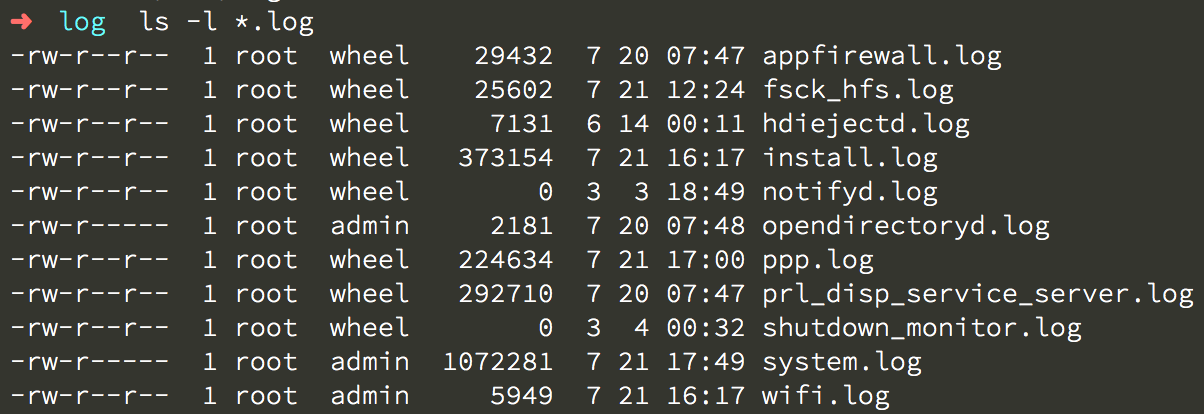 ➜  log  ls -l *.log
-rw-r--r--  1 root  wheel    29432  7 20 07:47 appfirewall.log
-rw-r--r--  1 root  wheel    25602  7 21 12:24 fsck_hfs.log
-rw-r--r--  1 root  wheel     7131  6 14 00:11 hdiejectd.log
-rw-r--r--  1 root  wheel   373154  7 21 16:17 install.log
-rw-r--r--  1 root  wheel        0  3  3 18:49 notifyd.log
-rw-r-----  1 root  admin     2181  7 20 07:48 opendirectoryd.log
-rw-r--r--  1 root  wheel   224634  7 21 17:00 ppp.log
-rw-r--r--  1 root  wheel   292710  7 20 07:47 prl_disp_service_server.log
-rw-r--r--  1 root  wheel        0  3  4 00:32 shutdown_monitor.log
-rw-r-----  1 root  admin  1072281  7 21 17:49 system.log
-rw-r-----  1 root  admin     5949  7 21 16:17 wifi.log